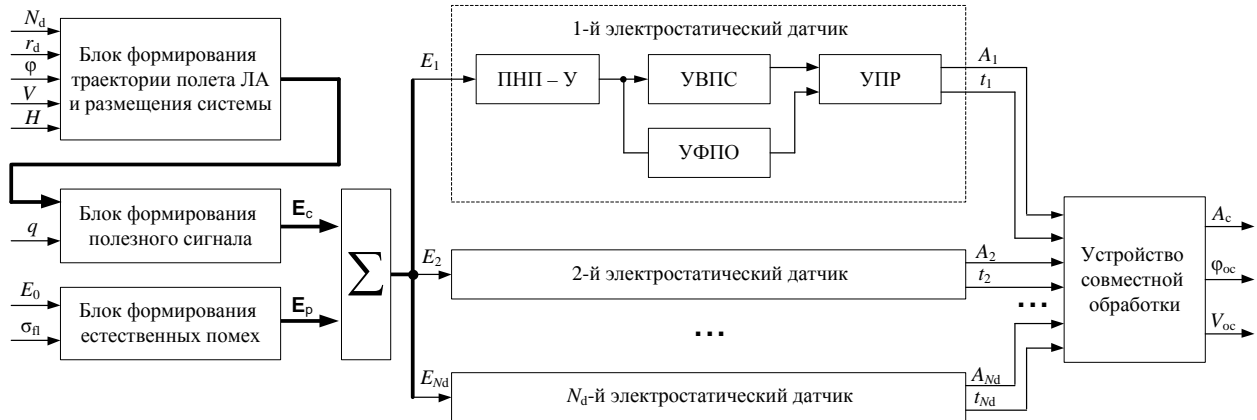 N_d
r_d
φ
V
H
Блок формирования
траектории полета ЛА
и размещения системы
q
Блок формирования
полезного сигнала
E_c
E_0
σ_fl
Блок формирования
естественных помех
E_p
∑
1-й электростатический датчик
E_1
ПНП – У
УВПС
УФПО
УПР
A_1
t_1
E_2
2-й электростатический датчик
A_2
t_2
...
...
E_Nd
N_d-й электростатический датчик
A_Nd
t_Nd
Устройство
совместной
обработки
A_c
φ_ос
V_ос